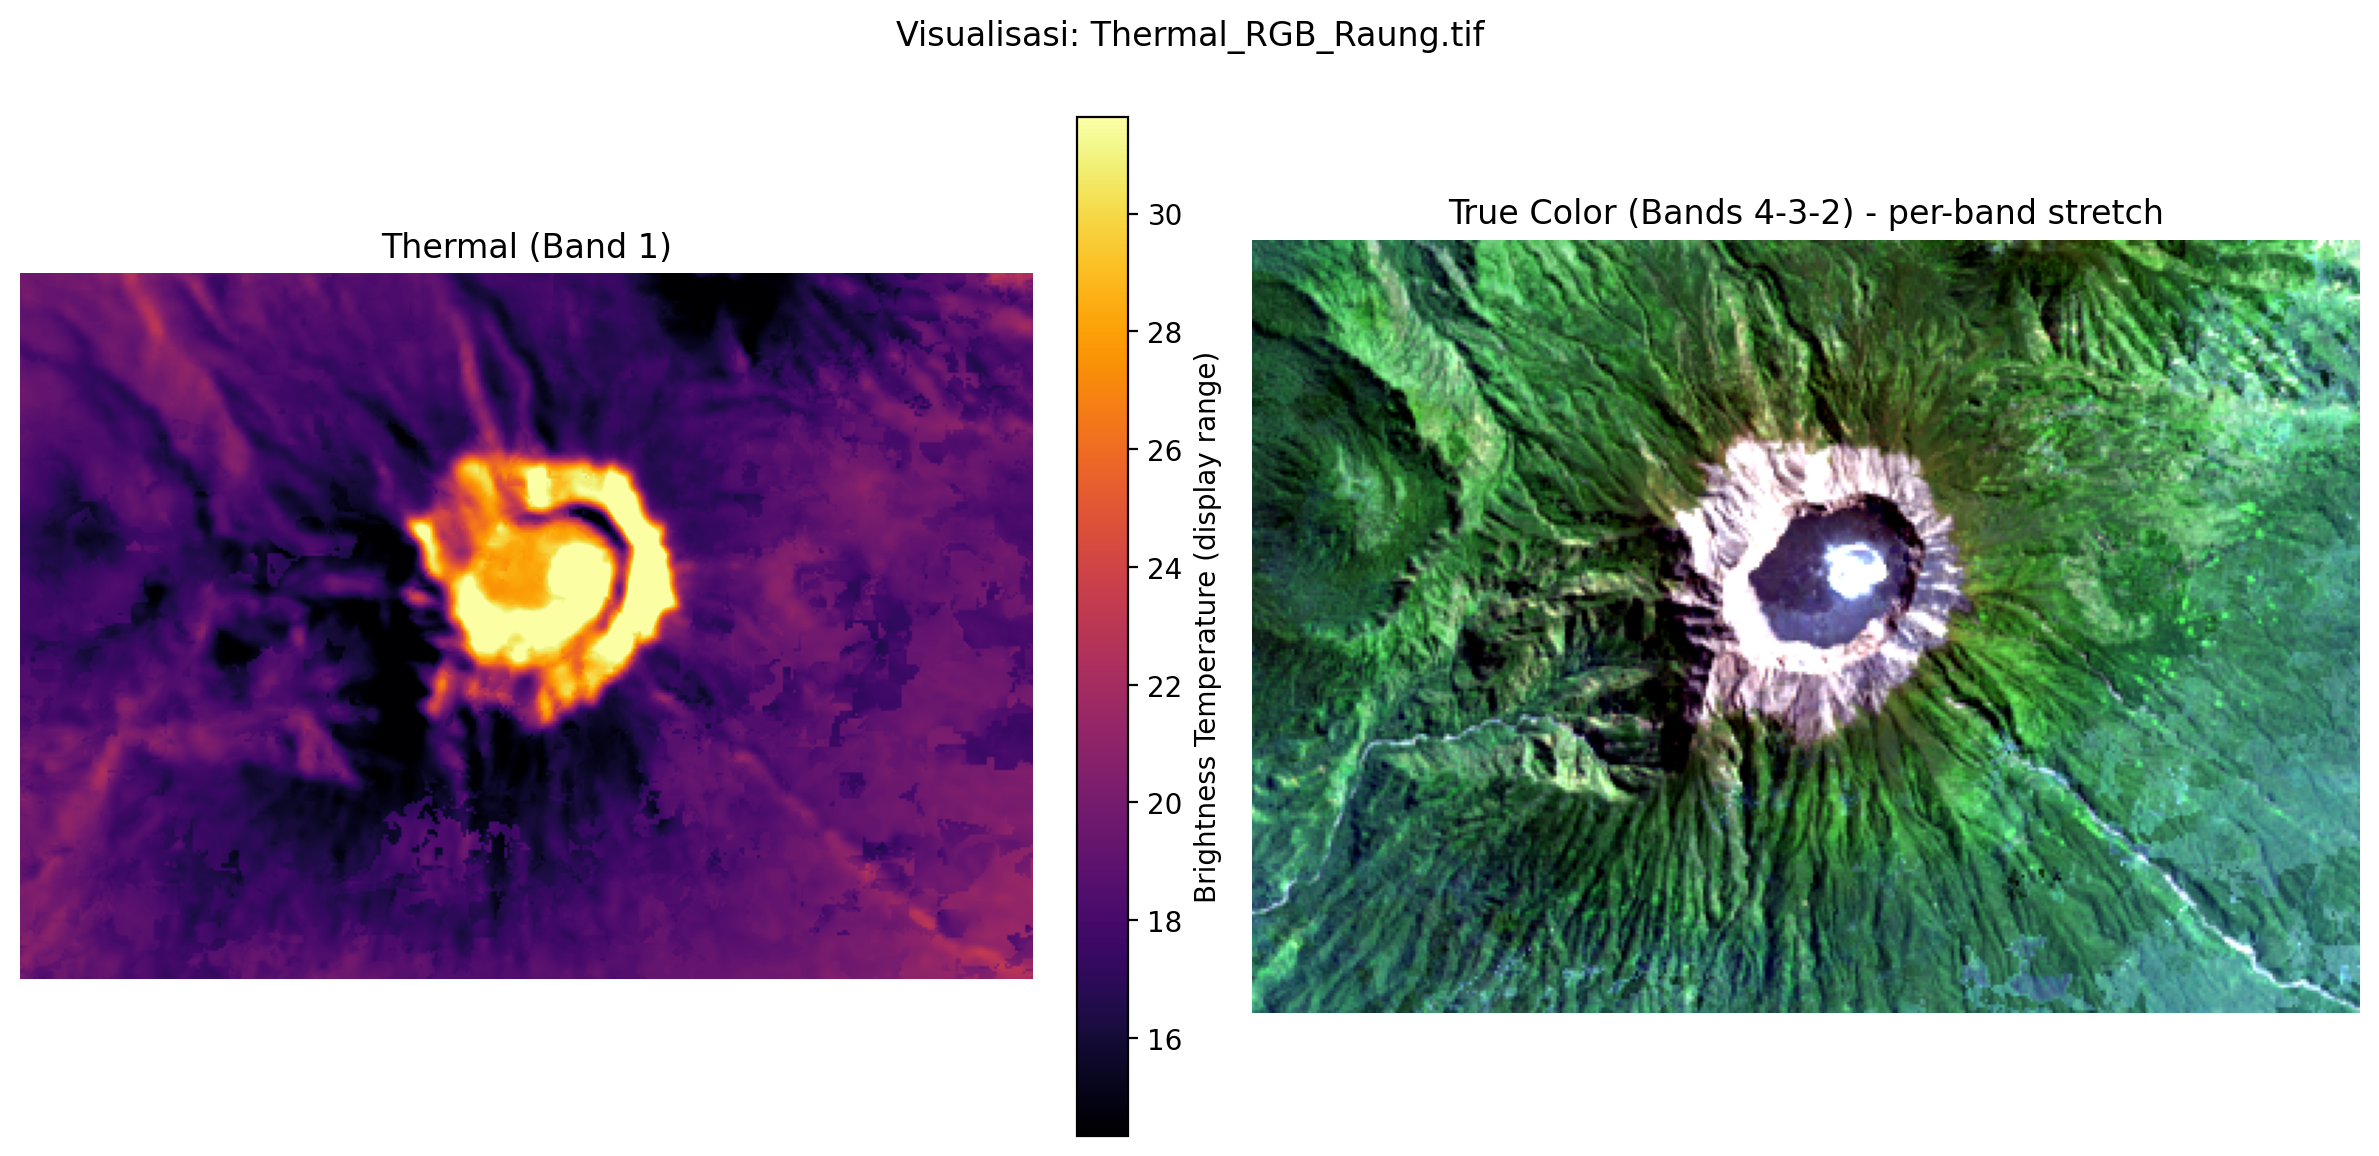 Visualisasi: Thermal_RGB_Raung.tif
Thermal (Band 1)
30
28
26
24
22
20
18
16
Brightness Temperature (display range)
True Color (Bands 4-3-2) - per-band stretch